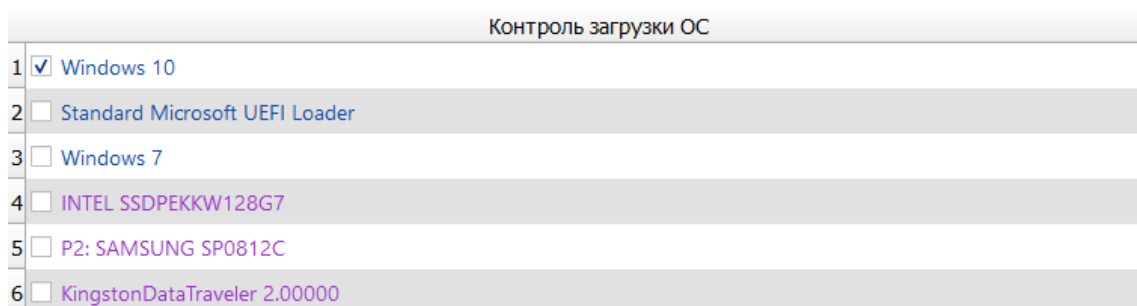 Контроль загрузки ОС
1 Windows 10
2 Standard Microsoft UEFI Loader
3 Windows 7
4 INTEL SSDPEKKW128G7
5 P2: SAMSUNG SP0812C
6 KingstonDataTraveler 2.00000